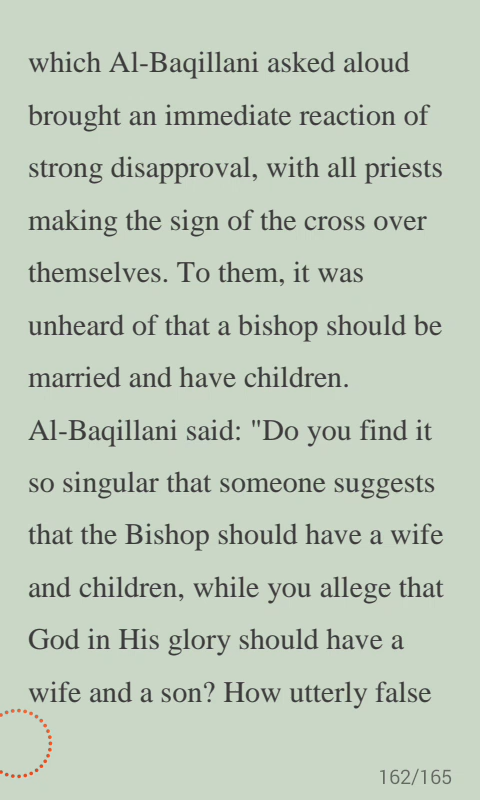 which Al-Baqillani asked aloud
brought an immediate reaction of
strong disapproval, with all priests
making the sign of the cross over
themselves. To them, it was
unheard of that a bishop should be
married and have children.
Al-Baqillani said: "Do you find it
so singular that someone suggests
that the Bishop should have a wife
and children, while you allege that
God in His glory should have a
wife and a son? How utterly false
162/165